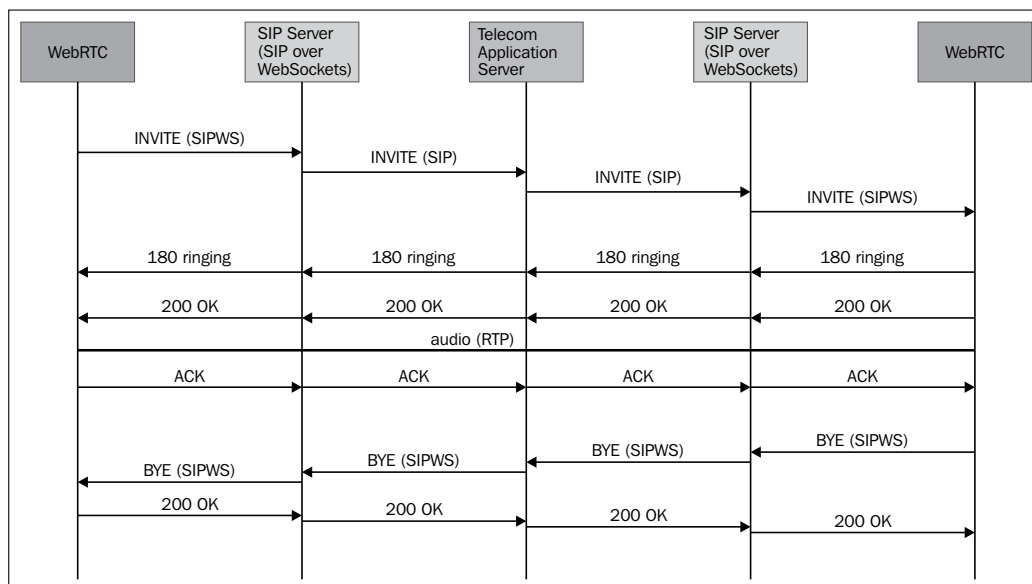 WebRTC
SIP Server
(SIP over
WebSockets)
Telecom
Application
Server
SIP Server
(SIP over
WebSockets)
WebRTC
INVITE (SIPWS)
INVITE (SIP)
INVITE (SIP)
INVITE (SIPWS)
180 ringing
180 ringing
180 ringing
180 ringing
200 OK
200 OK
200 OK
200 OK
audio (RTP)
ACK
ACK
ACK
ACK
BYE (SIPWS)
BYE (SIPWS)
BYE (SIPWS)
BYE (SIPWS)
200 OK
200 OK
200 OK
200 OK